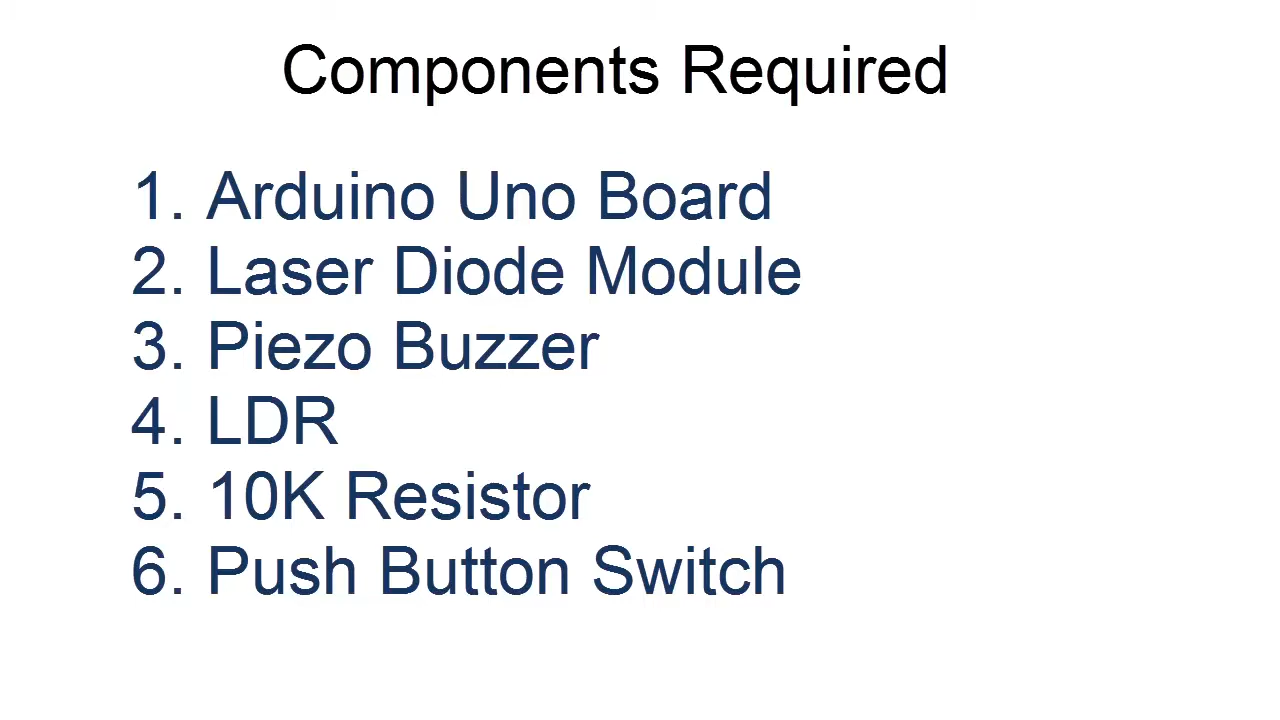 Components Required
1. Arduino Uno Board
2. Laser Diode Module
3. Piezo Buzzer
4. LDR
5. 10K Resistor
6. Push Button Switch